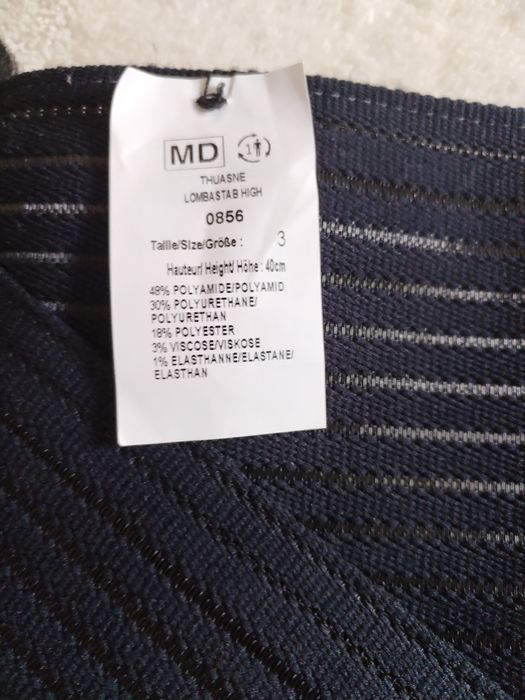 MD 1
THUASNE
LOMBASTAB HIGH
0856
Taille/Size/Größe : 3
Hauteur/ Height/ Höhe : 40cm
48% POLYAMIDE/POLYAMID
30% POLYURETHANE/
POLYURETHAN
18% POLYESTER
3% VISCOSE/VISKOSE
1% ELASTHANNE/ELASTANE/
ELASTHAN